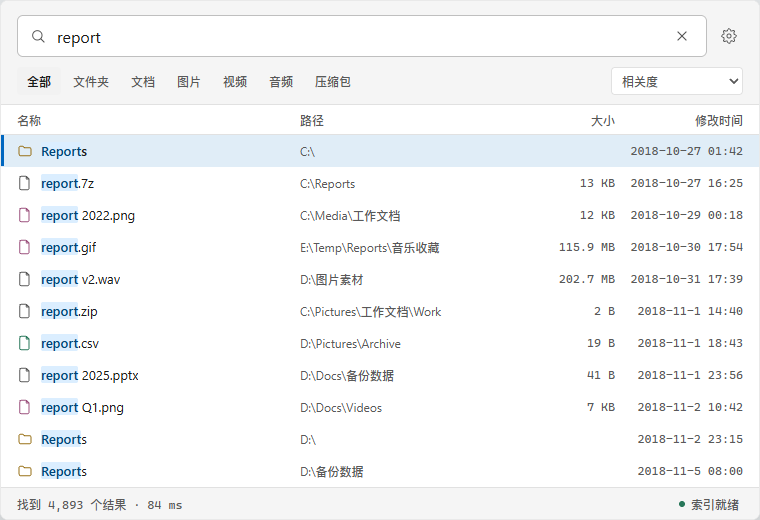 report
全部 文件夹 文档 图片 视频 音频 压缩包 相关度
名称 路径 大小 修改时间
Reports C:\ 2018-10-27 01:42
report.7z C:\Reports 13 KB 2018-10-27 16:25
report 2022.png C:\Media\工作文档 12 KB 2018-10-29 00:18
report.gif E:\Temp\Reports\音乐收藏 115.9 MB 2018-10-30 17:54
report v2.wav D:\图片素材 202.7 MB 2018-10-31 17:39
report.zip C:\Pictures\工作文档\Work 2 B 2018-11-1 14:40
report.csv D:\Pictures\Archive 19 B 2018-11-1 18:43
report 2025.pptx D:\Docs\备份数据 41 B 2018-11-1 23:56
report Q1.png D:\Docs\Videos 7 KB 2018-11-2 10:42
Reports D:\ 2018-11-2 23:15
Reports D:\备份数据 2018-11-5 08:00
找到 4,893 个结果 · 84 ms 索引就绪